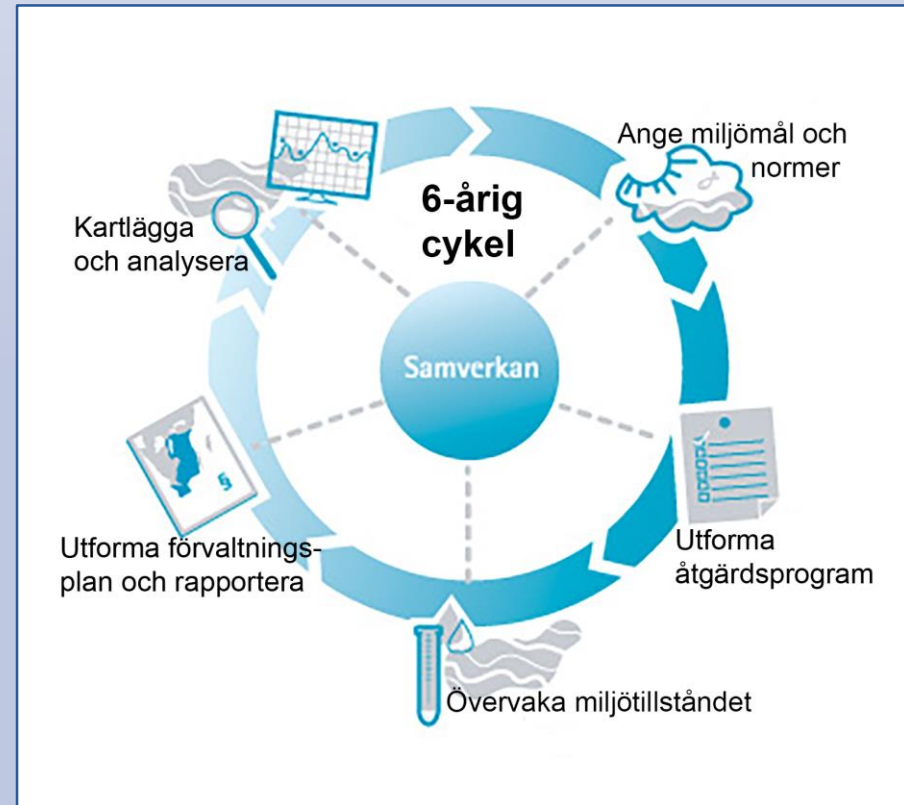 Ange miljömål och
normer
6-årig
cykel
Kartlägga
och analysera
Samverkan
Utforma förvaltnings-
plan och rapportera
Utforma
åtgärdsprogram
Övervaka miljötillståndet
§